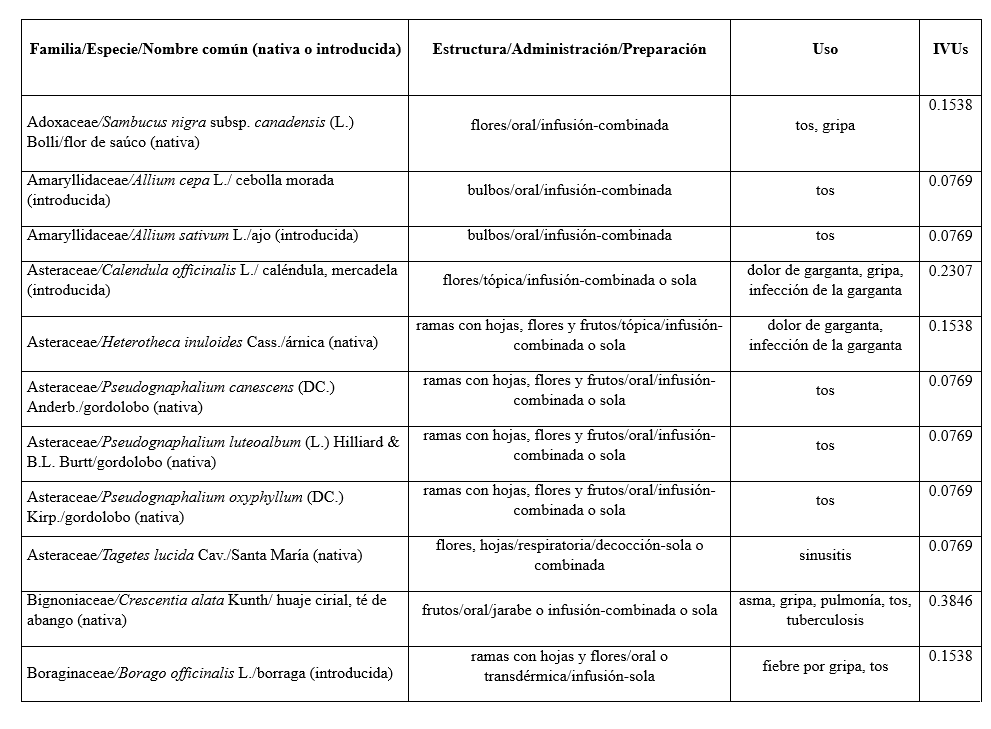 Familia/Especie/Nombre común (nativa o introducida) Estructura/Administración/Preparación Uso IVUs
Adoxaceae/Sambucus nigra subsp. canadensis (L.)
Bolli/flor de saúco (nativa)
flores/oral/infusión-combinada
tos, gripa
0.1538
Amaryllidaceae/Allium cepa L./ cebolla morada
(introducida)
bulbos/oral/infusión-combinada
tos
0.0769
Amaryllidaceae/Allium sativum L./ajo (introducida)
bulbos/oral/infusión-combinada
tos
0.0769
Asteraceae/Calendula officinalis L./ caléndula, mercadela
(introducida)
flores/tópica/infusión-combinada o sola
dolor de garganta, gripa,
infección de la garganta
0.2307
Asteraceae/Heterotheca inuloides Cass./árnica (nativa)
ramas con hojas, flores y frutos/tópica/infusión-
combinada o sola
dolor de garganta,
infección de la garganta
0.1538
Asteraceae/Pseudognaphalium canescens (DC.)
Anderb./gordolobo (nativa)
ramas con hojas, flores y frutos/oral/infusión-
combinada o sola
tos
0.0769
Asteraceae/Pseudognaphalium luteoalbum (L.) Hilliard &
B.L. Burtt/gordolobo (nativa)
ramas con hojas, flores y frutos/oral/infusión-
combinada o sola
tos
0.0769
Asteraceae/Pseudognaphalium oxyphyllum (DC.)
Kirp./gordolobo (nativa)
ramas con hojas, flores y frutos/oral/infusión-
combinada o sola
tos
0.0769
Asteraceae/Tagetes lucida Cav./Santa María (nativa)
flores, hojas/respiratoria/decocción-sola o
combinada
sinusitis
0.0769
Bignoniaceae/Crescentia alata Kunth/ huaje cirial, té de
abango (nativa)
frutos/oral/jarabe o infusión-combinada o sola
asma, gripa, pulmonía, tos,
tuberculosis
0.3846
Boraginaceae/Borago officinalis L./borraga (introducida)
ramas con hojas y flores/oral o
transdérmica/infusión-sola
fiebre por gripa, tos
0.1538